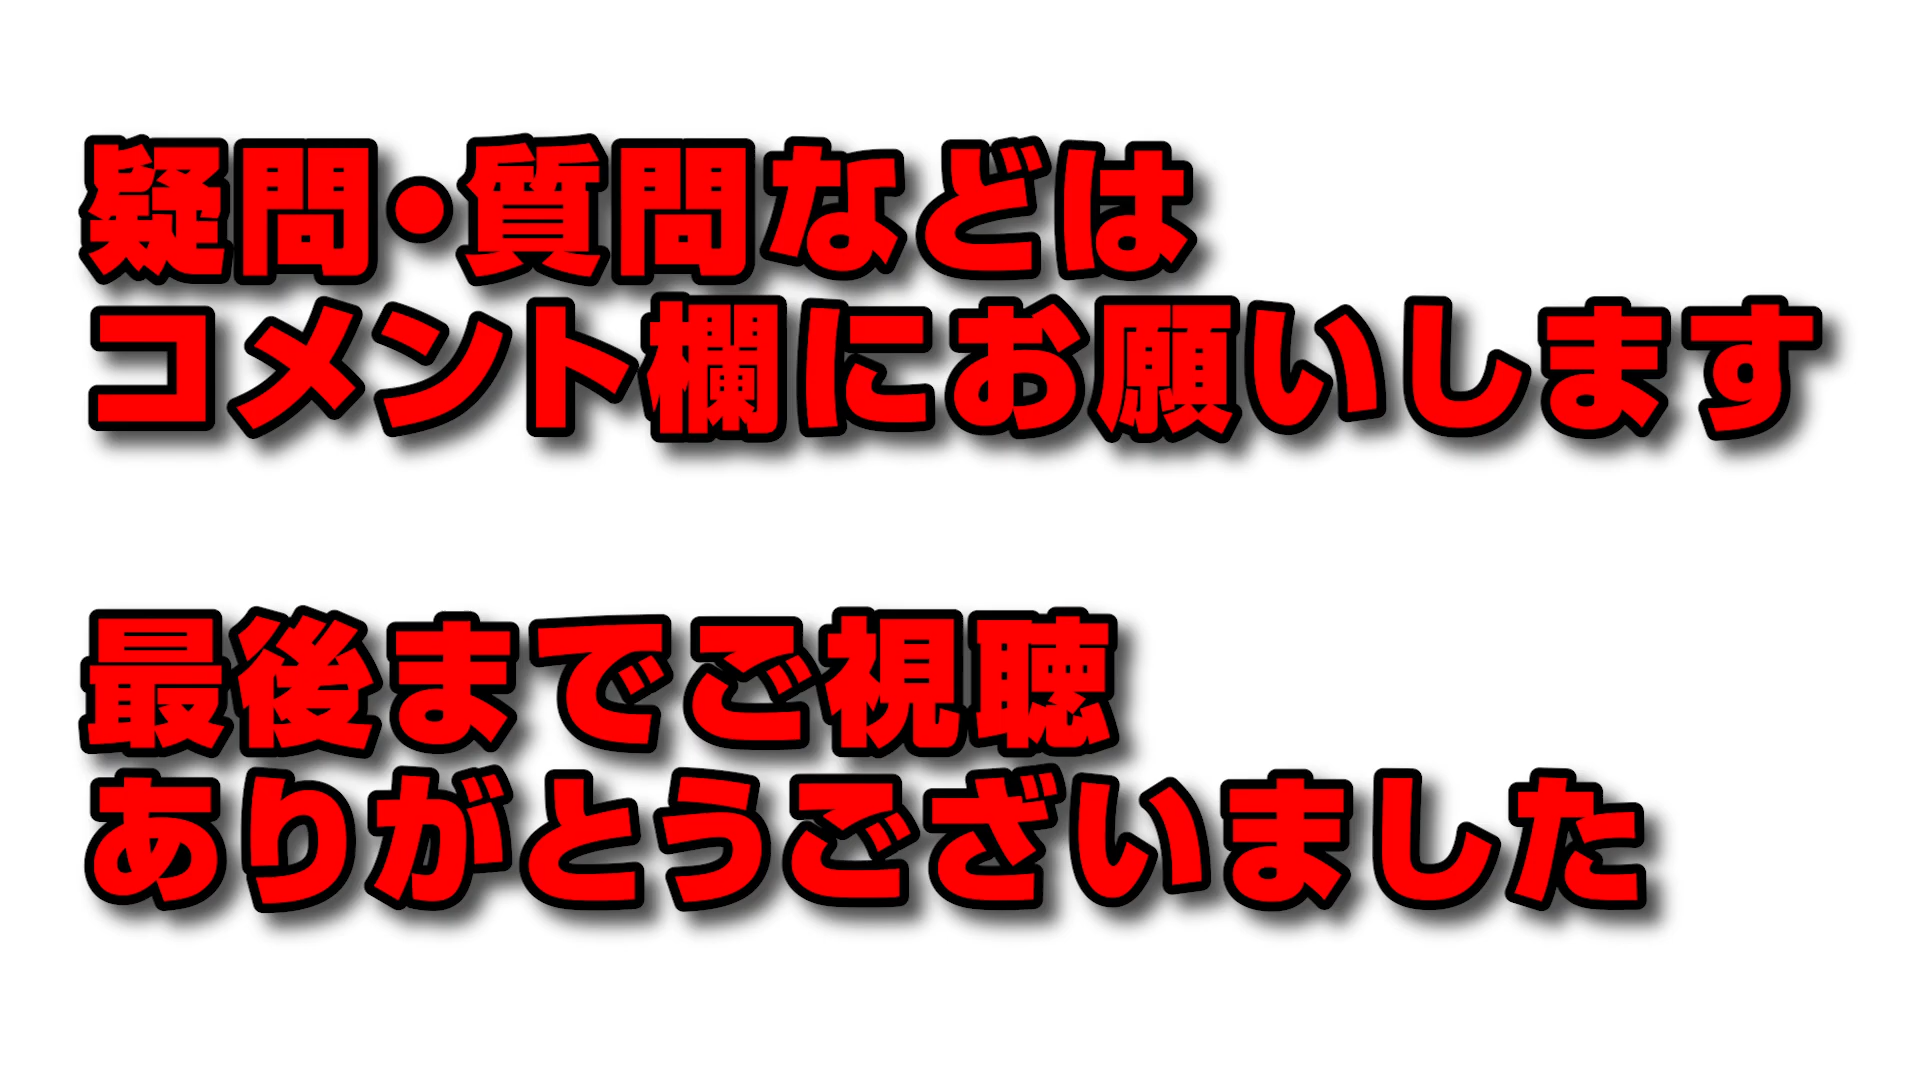 疑問・質問などは
コメント欄にお願いします
最後までご視聴
ありがとうございました